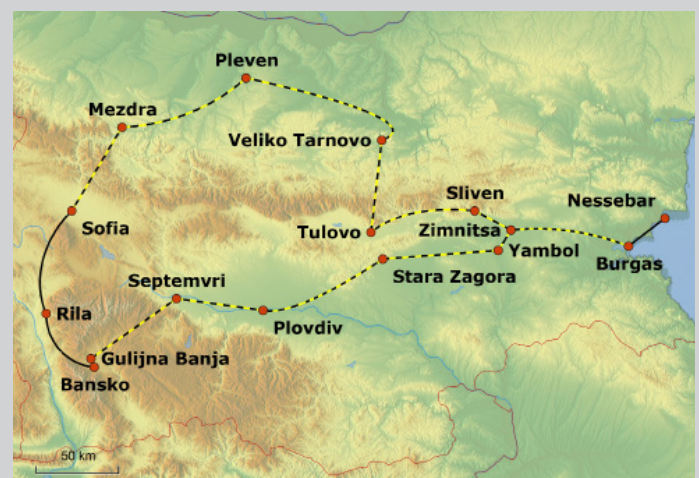 Pleven
Mezdra
Veliko Tarnovo
Sliven
Nessebar
Sofia
Tulovo
Zimnitsa
Yambol
Burgas
Septemvri
Stara Zagora
Rila
Plovdiv
Gulijna Banja
Bansko
50 km